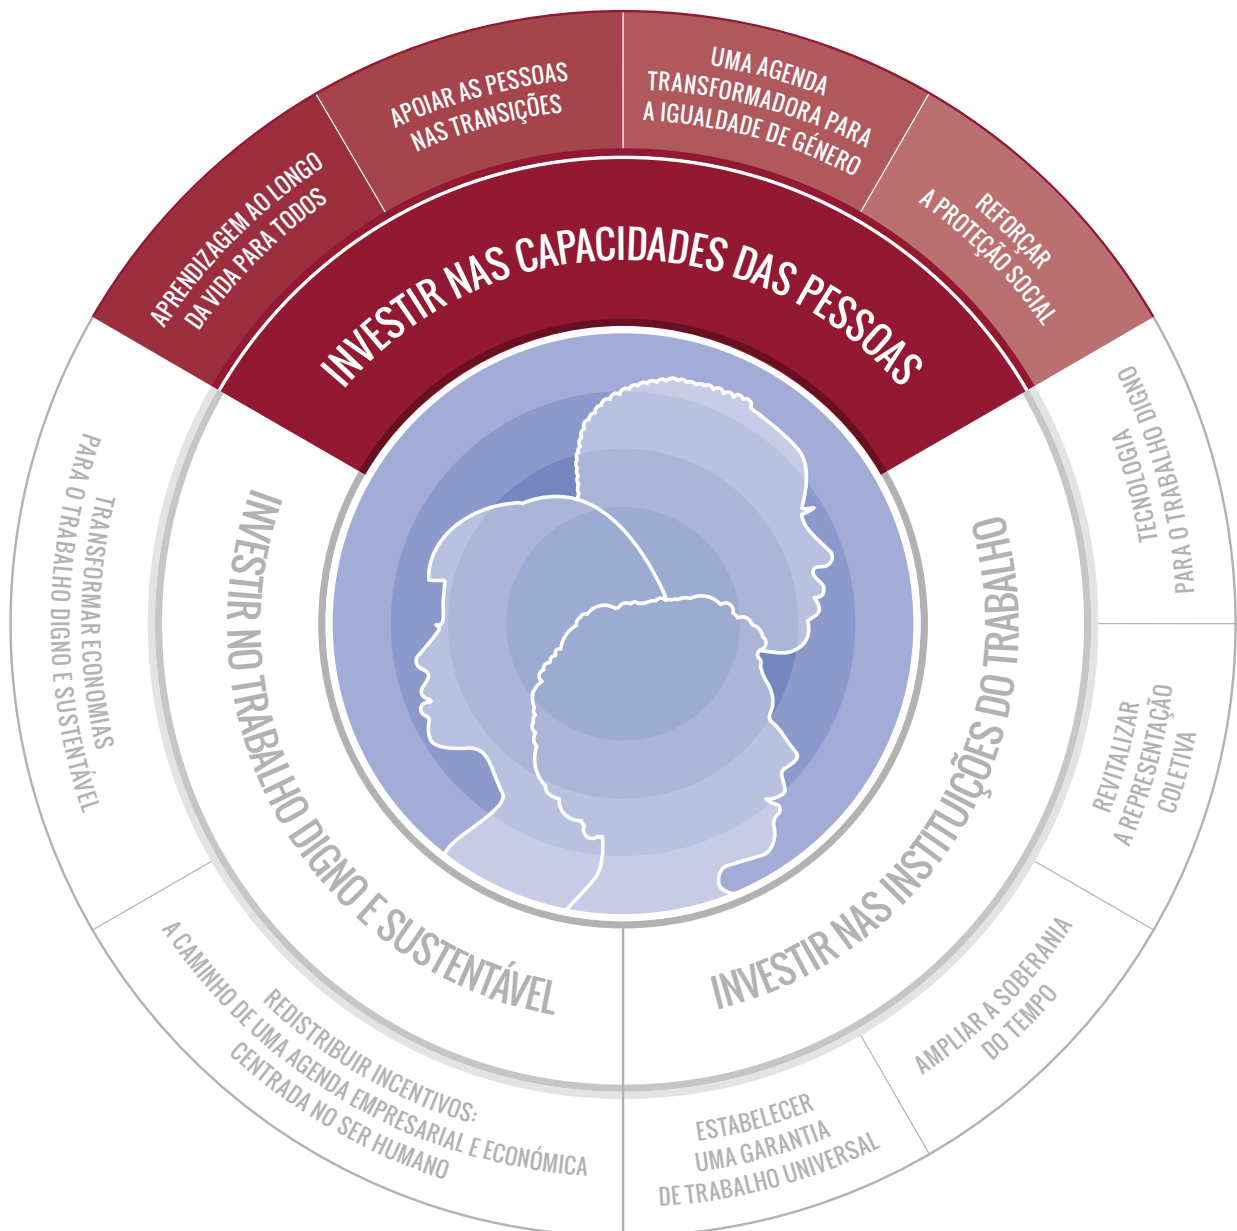 APRENDIZAGEM AO LONGO
DA VIDA PARA TODOS
APOIAR AS PESSOAS
NAS TRANSIÇÕES
UMA AGENDA
TRANSFORMADORA PARA
A IGUALDADE DE GÉNERO
REFORÇAR
A PROTEÇÃO SOCIAL
INVESTIR NAS CAPACIDADES DAS PESSOAS
TECNOLOGIA
PARA O TRABALHO DIGNO
REVITALIZAR
A REPRESENTAÇÃO
COLETIVA
AMPLIAR A SOBERANIA
DO TEMPO
ESTABELECER
UMA GARANTIA
DE TRABALHO UNIVERSAL
INVESTIR NAS INSTITUIÇÕES DO TRABALHO
TRANSFORMAR ECONOMIAS
PARA O TRABALHO DIGNO E SUSTENTÁVEL
REDISTRIBUIR INCENTIVOS:
A CAMINHO DE UMA AGENDA EMPRESARIAL E ECONÓMICA
CENTRADA NO SER HUMANO
INVESTIR NO TRABALHO DIGNO E SUSTENTÁVEL